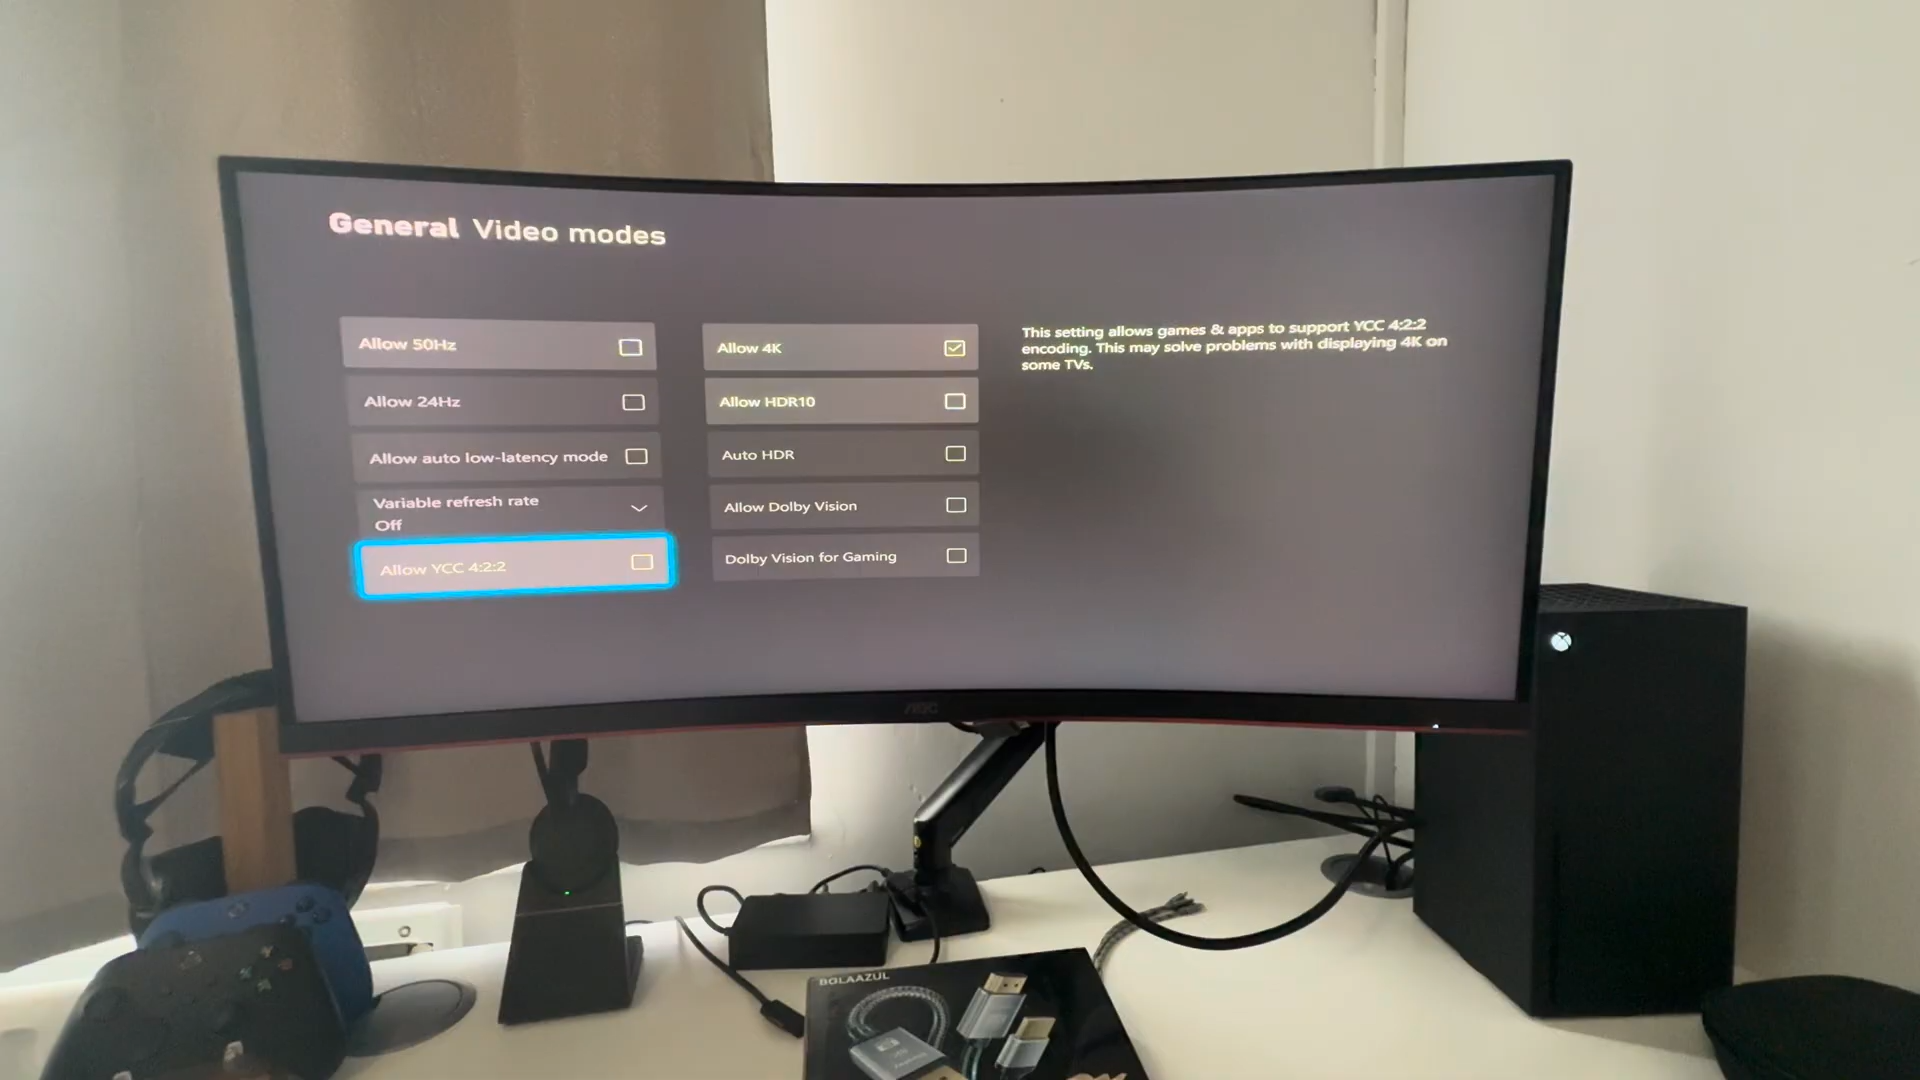 General Video modes
Allow 50Hz
Allow 24Hz
Allow auto low-latency mode
Variable refresh rate
Off
Allow YCC 4:2:2
Allow 4K
Allow HDR10
Auto HDR
Allow Dolby Vision
Dolby Vision for Gaming
This setting allows games & apps to support YCC 4:2:2
encoding. This may solve problems with displaying 4K on
some TVs.
AOC
BOLAAZUL